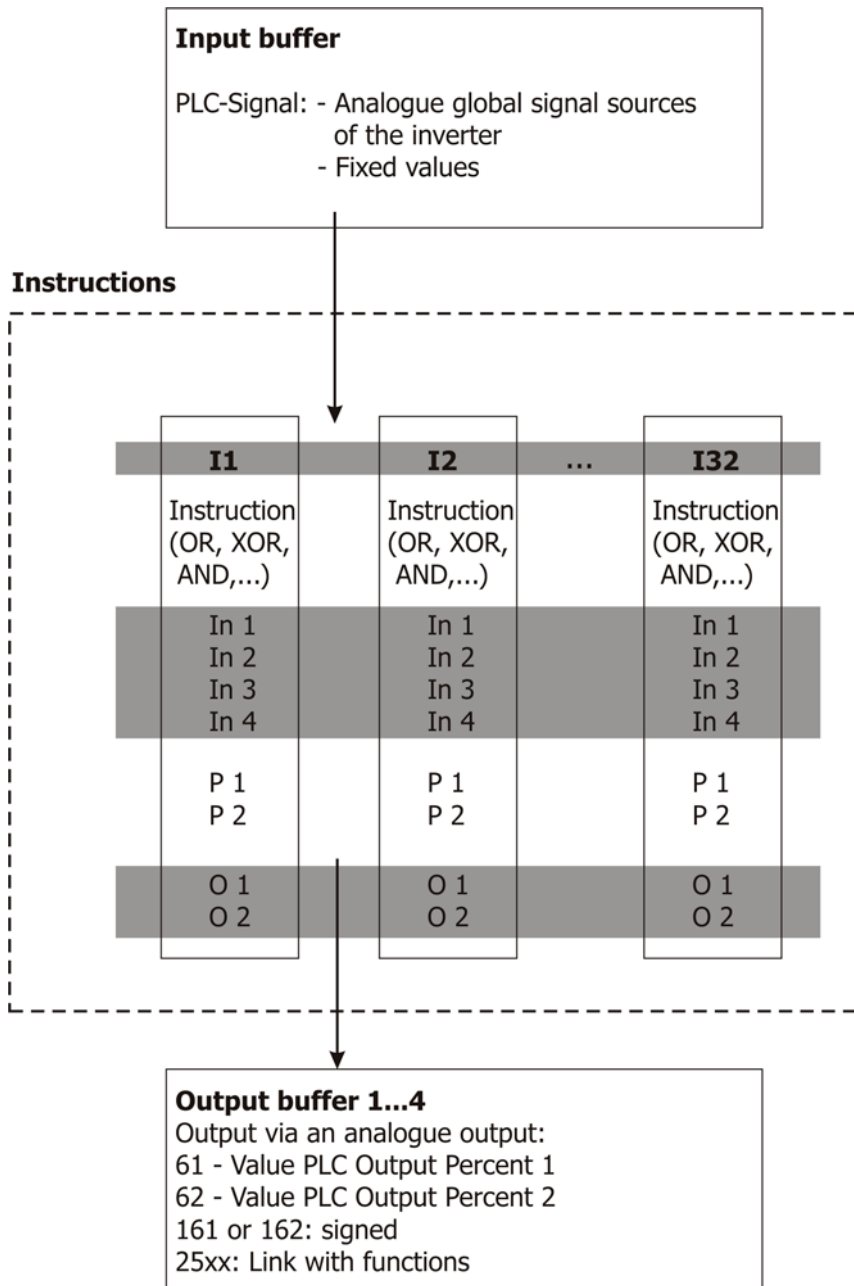 Input buffer
PLC-Signal: - Analogue global signal sources
of the inverter
- Fixed values
Instructions
I1 I2 ... I32
Instruction Instruction Instruction
(OR, XOR, (OR, XOR, (OR, XOR,
AND,...) AND,...) AND,...)
In 1 In 1 In 1
In 2 In 2 In 2
In 3 In 3 In 3
In 4 In 4 In 4
P 1 P 1 P 1
P 2 P 2 P 2
O 1 O 1 O 1
O 2 O 2 O 2
Output buffer 1...4
Output via an analogue output:
61 - Value PLC Output Percent 1
62 - Value PLC Output Percent 2
161 or 162: signed
25xx: Link with functions